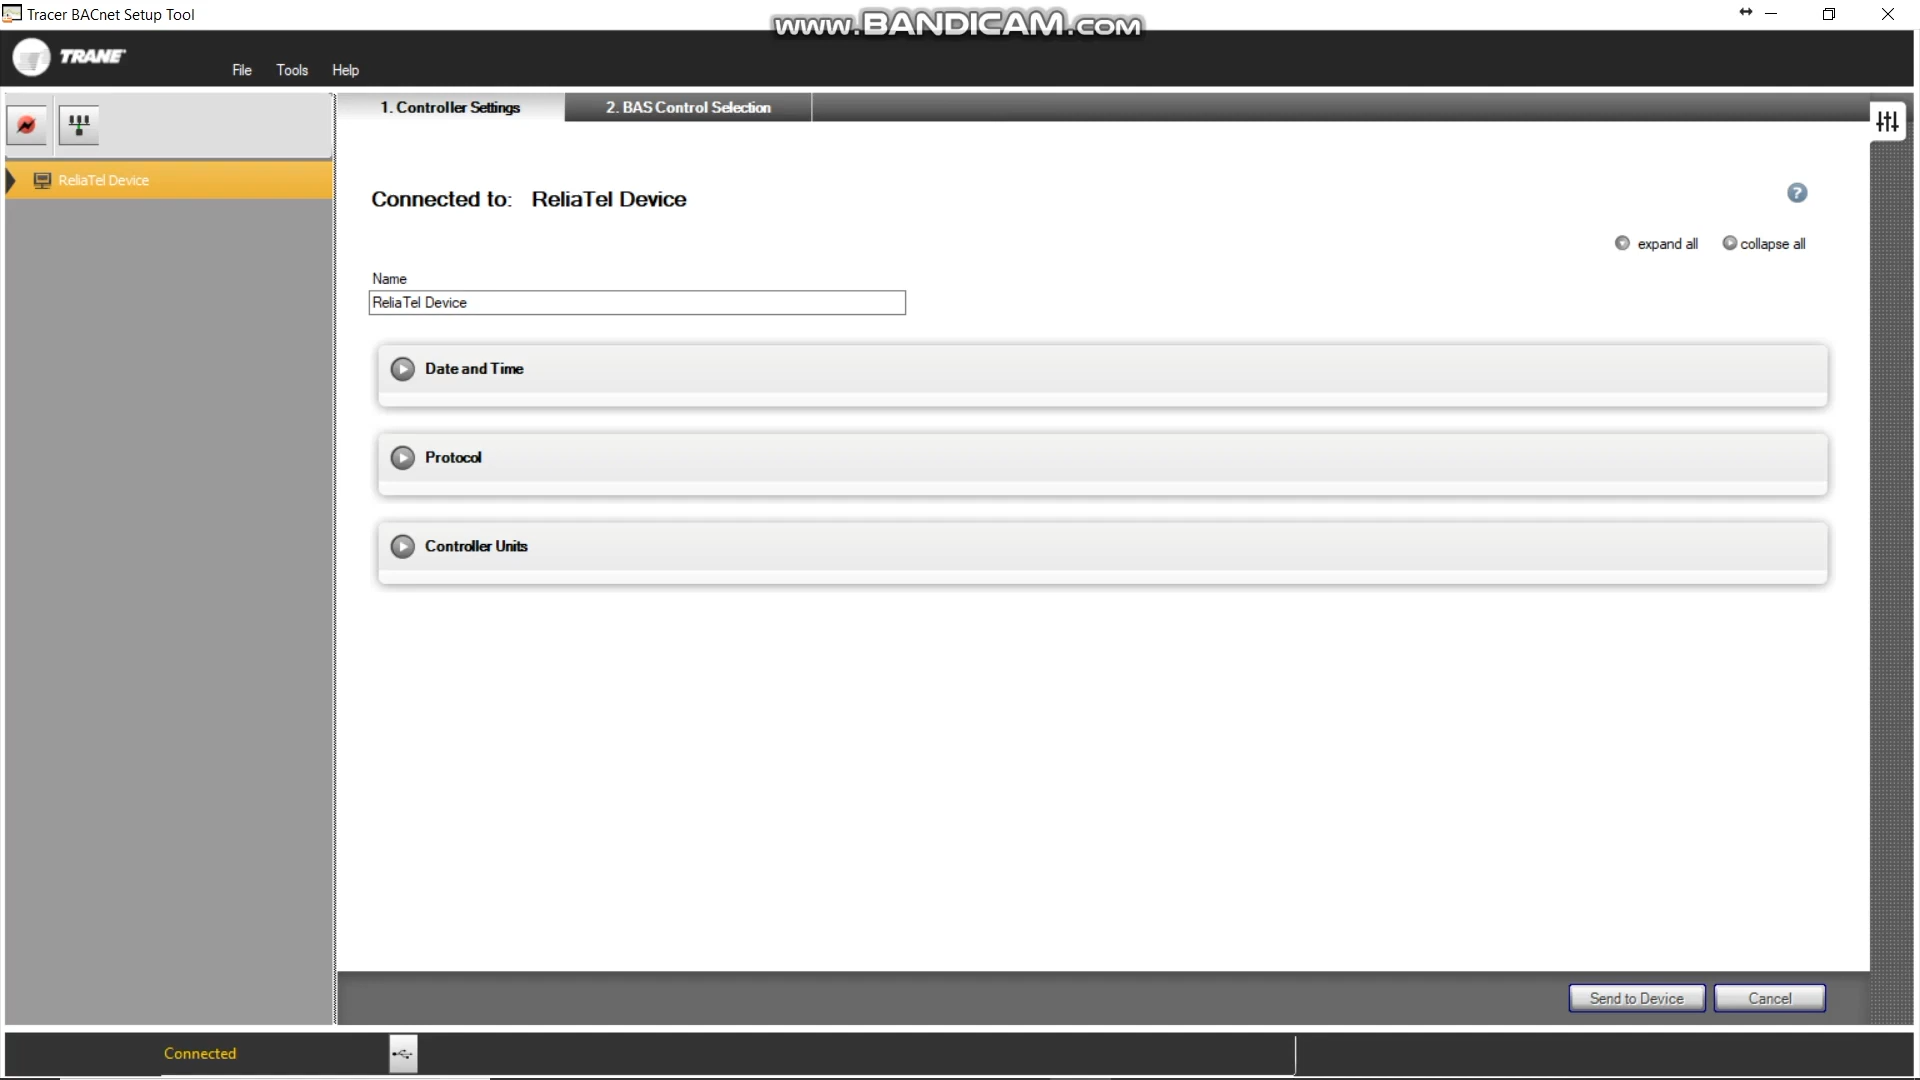 Tracer BACnet Setup Tool
www.BANDICAM.com
TRANE
File Tools Help
1. Controller Settings
2. BAS Control Selection
ReliaTel Device
Connected to: ReliaTel Device
?
expand all
collapse all
Name
ReliaTel Device
Date and Time
Protocol
Controller Units
Send to Device
Cancel
Connected